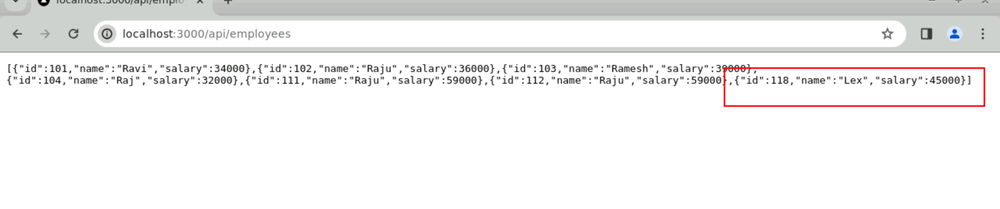 localhost:3000/api/emplo
localhost:3000/api/employees
[{"id":101,"name":"Ravi","salary":34000},{"id":102,"name":"Raju","salary":36000},{"id":103,"name":"Ramesh","salary":39000},
{"id":104,"name":"Raj","salary":32000},{"id":111,"name":"Raju","salary":59000},{"id":112,"name":"Raju","salary":59000},{"id":118,"name":"Lex","salary":45000}]